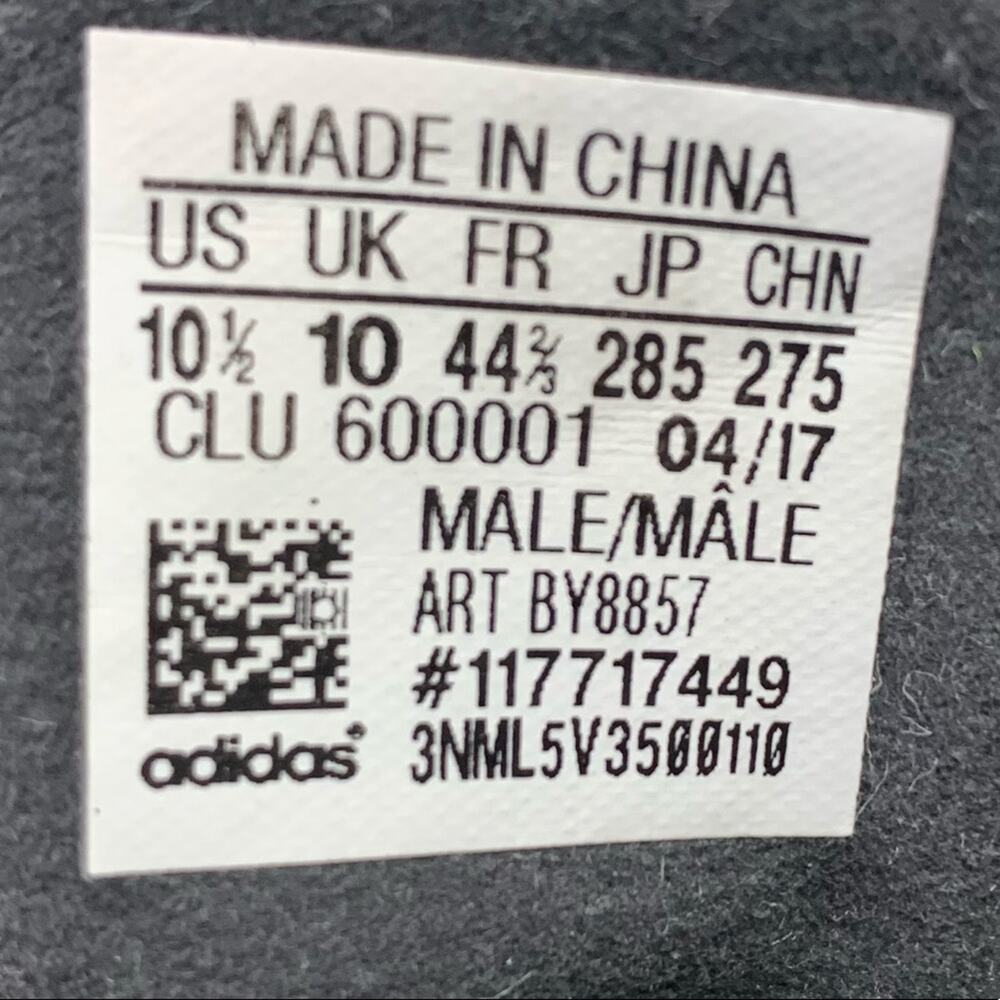 MADE IN CHINA
US UK FR JP CHN
10½ 10 44⅔ 285 275
CLU 600001 04/17
MALE/MÂLE
ART BY8857
#117717449
adidas® 3NML5V3500110